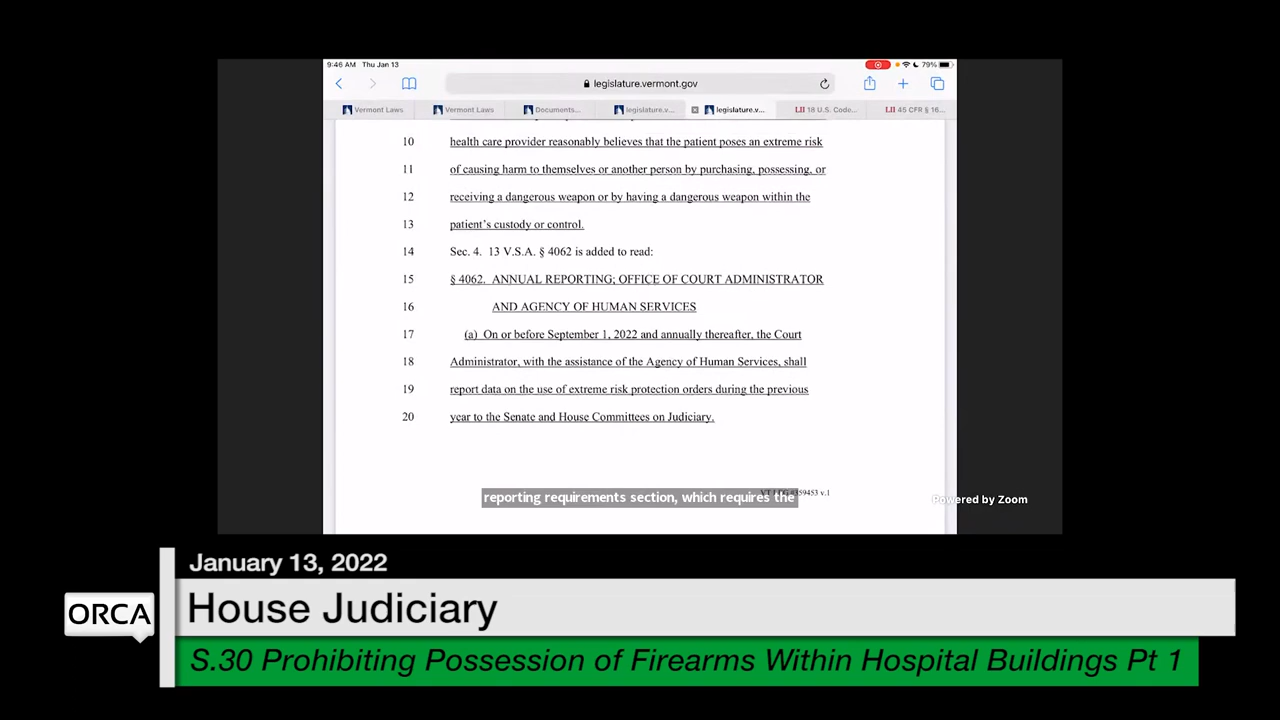 9:46 AM Thu Jan 13
79%
legislature.vermont.gov
Vermont Laws
Vermont Laws
Documents...
legislature.v...
legislature.v...
LII 18 U.S. Code...
LII 45 CFR § 16...
10 health care provider reasonably believes that the patient poses an extreme risk
11 of causing harm to themselves or another person by purchasing, possessing, or
12 receiving a dangerous weapon or by having a dangerous weapon within the
13 patient's custody or control.
14 Sec. 4. 13 V.S.A. § 4062 is added to read:
15 § 4062. ANNUAL REPORTING; OFFICE OF COURT ADMINISTRATOR
16 AND AGENCY OF HUMAN SERVICES
17 (a) On or before September 1, 2022 and annually thereafter, the Court
18 Administrator, with the assistance of the Agency of Human Services, shall
19 report data on the use of extreme risk protection orders during the previous
20 year to the Senate and House Committees on Judiciary.
v.1
reporting requirements section, which requires the
Powered by Zoom
January 13, 2022
ORCA
House Judiciary
S.30 Prohibiting Possession of Firearms Within Hospital Buildings Pt 1